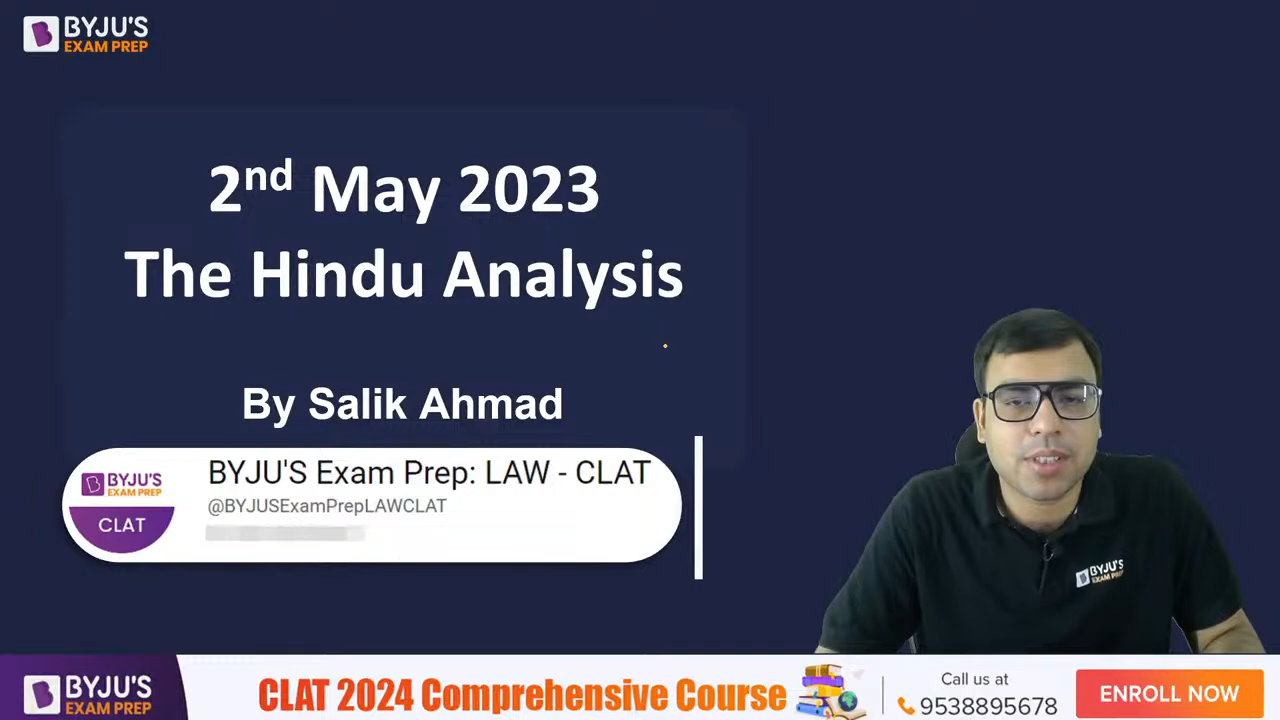 BYJU'S
EXAM PREP
2nd May 2023
The Hindu Analysis
By Salik Ahmad
BYJU'S
EXAM PREP
CLAT
BYJU'S Exam Prep: LAW - CLAT
@BYJUSExamPrepLAWCLAT
BYJU'S
EXAM PREP
BYJU'S
EXAM PREP
CLAT 2024 Comprehensive Course
Call us at
9538895678
ENROLL NOW